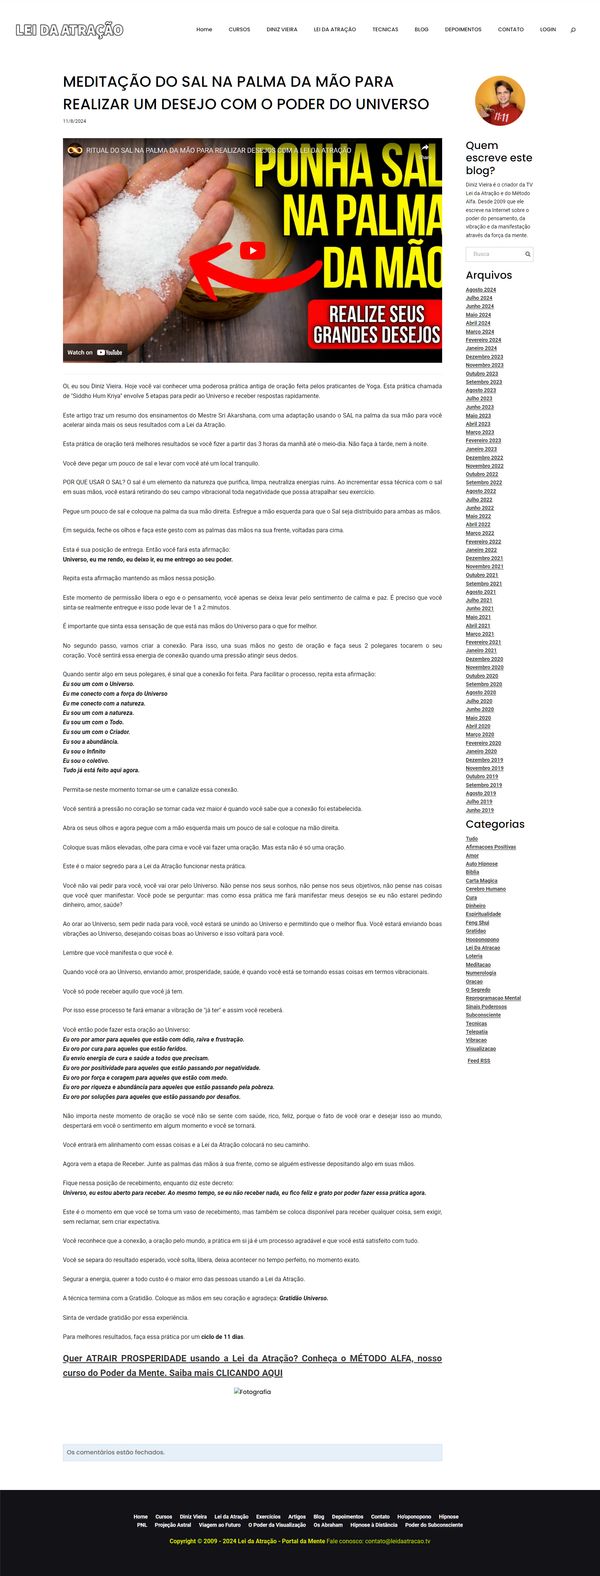 LEI DA ATRAÇÃO
Home CURSOS DINIZ VIEIRA LEI DA ATRAÇÃO TECNICAS BLOG DEPOIMENTOS CONTATO LOGIN
MEDITAÇÃO DO SAL NA PALMA DA MÃO PARA
REALIZAR UM DESEJO COM O PODER DO UNIVERSO
11/8/2024
RITUAL DO SAL NA PALMA DA MÃO PARA REALIZAR DESEJOS COM A LEI DA ATRAÇÃO
PONHA SAL
NA PALMA
DA MÃO
REALIZE SEUS
GRANDES DESEJOS
Watch on YouTube
Oi, eu sou Diniz Vieira. Hoje você vai conhecer uma poderosa prática antiga de oração feita pelos praticantes de Yoga. Esta prática chamada
de "Siddho Hum Kriya" envolve 5 etapas para pedir ao Universo e receber respostas rapidamente.
Este artigo traz um resumo dos ensinamentos do Mestre Sri Akarshana, com uma adaptação usando o SAL na palma da sua mão para você
acelerar ainda mais os seus resultados com a Lei da Atração.
Esta prática de oração terá melhores resultados se você fizer a partir das 3 horas da manhã até o meio-dia. Não faça à tarde, nem à noite.
Você deve pegar um pouco de sal e levar com você até um local tranquilo.
POR QUE USAR O SAL? O sal é um elemento da natureza que purifica, limpa, neutraliza energias ruins. Ao incrementar essa técnica com o sal
em suas mãos, você estará retirando do seu campo vibracional toda negatividade que possa atrapalhar seu exercício.
Pegue um pouco de sal e coloque na palma da sua mão direita. Esfregue a mão esquerda para que o Sal seja distribuído para ambas as mãos.
Em seguida, feche os olhos e faça este gesto com as palmas das mãos na sua frente, voltadas para cima.
Esta é sua posição de entrega. Então você fará esta afirmação:
Universo, eu me rendo, eu deixo ir, eu me entrego ao seu poder.
Repita esta afirmação mantendo as mãos nessa posição.
Este momento de permissão libera o ego e o pensamento, você apenas se deixa levar pelo sentimento de calma e paz. É preciso que você
sinta-se realmente entregue e isso pode levar de 1 a 2 minutos.
É importante que sinta essa sensação de que está nas mãos do Universo para o que for melhor.
No segundo passo, vamos criar a conexão. Para isso, una suas mãos no gesto de oração e faça seus 2 polegares tocarem o seu
coração. Você sentirá essa energia de conexão quando uma pressão atingir seus dedos.
Quando sentir algo em seus polegares, é sinal que a conexão foi feita. Para facilitar o processo, repita esta afirmação:
Eu sou um com o Universo.
Eu me conecto com a força do Universo
Eu me conecto com a natureza.
Eu sou um com a natureza.
Eu sou um com o Todo.
Eu sou um com o Criador.
Eu sou a abundância.
Eu sou o Infinito
Eu sou o coletivo.
Tudo já está feito aqui agora.
Permita-se neste momento tornar-se um e canalize essa conexão.
Você sentirá a pressão no coração se tornar cada vez maior é quando você sabe que a conexão foi estabelecida.
Abra os seus olhos e agora pegue com a mão esquerda mais um pouco de sal e coloque na mão direita.
Coloque suas mãos elevadas, olhe para cima e você vai fazer uma oração. Mas esta não é só uma oração.
Este é o maior segredo para a Lei da Atração funcionar nesta prática.
Você não vai pedir para você, você vai orar pelo Universo. Não pense nos seus sonhos, não pense nos seus objetivos, não pense nas coisas
que você quer manifestar. Você pode se perguntar: mas como essa prática me fará manifestar meus desejos se eu não estarei pedindo
dinheiro, amor, saúde?
Ao orar ao Universo, sem pedir nada para você, você estará se unindo ao Universo e permitindo que o melhor flua. Você estará enviando boas
vibrações ao Universo, desejando coisas boas ao Universo e isso voltará para você.
Lembre que você manifesta o que você é.
Quando você ora ao Universo, enviando amor, prosperidade, saúde, é quando você está se tornando essas coisas em termos vibracionais.
Você só pode receber aquilo que você já tem.
Por isso esse processo te fará emanar a vibração de "já ter" e assim você receberá.
Você então pode fazer esta oração ao Universo:
Eu oro por amor para aqueles que estão com ódio, raiva e frustração.
Eu oro por cura para aqueles que estão feridos.
Eu envio energia de cura e saúde a todos que precisam.
Eu oro por positividade para aqueles que estão passando por negatividade.
Eu oro por força e coragem para aqueles que estão com medo.
Eu oro por riqueza e abundância para aqueles que estão passando pela pobreza.
Eu oro por soluções para aqueles que estão passando por desafios.
Não importa neste momento de oração se você não se sente com saúde, rico, feliz, porque o fato de você orar e desejar isso ao mundo,
despertará em você o sentimento em algum momento e você se tornará.
Você entrará em alinhamento com essas coisas e a Lei da Atração colocará no seu caminho.
Agora vem a etapa de Receber. Junte as palmas das mãos à sua frente, como se alguém estivesse depositando algo em suas mãos.
Fique nessa posição de recebimento, enquanto diz este decreto:
Universo, eu estou aberto para receber. Ao mesmo tempo, se eu não receber nada, eu fico feliz e grato por poder fazer essa prática agora.
Este é o momento em que você se torna um vaso de recebimento, mas também se coloca disponível para receber qualquer coisa, sem exigir,
sem reclamar, sem criar expectativa.
Você reconhece que a conexão, a oração pelo mundo, a prática em si já é um processo agradável e que você está satisfeito com tudo.
Você se separa do resultado esperado, você solta, libera, deixa acontecer no tempo perfeito, no momento exato.
Segurar a energia, querer a todo custo é o maior erro das pessoas usando a Lei da Atração.
A técnica termina com a Gratidão. Coloque as mãos em seu coração e agradeça: Gratidão Universo.
Sinta de verdade gratidão por essa experiência.
Para melhores resultados, faça essa prática por um ciclo de 11 dias.
Quer ATRAIR PROSPERIDADE usando a Lei da Atração? Conheça o MÉTODO ALFA, nosso
curso do Poder da Mente. Saiba mais CLICANDO AQUI
Fotografia
Os comentários estão fechados.
Quem
escreve este
blog?
Diniz Vieira é o criador da TV
Lei da Atração e do Método
Alfa. Desde 2009 que ele
escreve na Internet sobre o
poder do pensamento, da
vibração e da manifestação
através da força da mente.
Busca
Arquivos
Agosto 2024
Julho 2024
Junho 2024
Maio 2024
Abril 2024
Março 2024
Fevereiro 2024
Janeiro 2024
Dezembro 2023
Novembro 2023
Outubro 2023
Setembro 2023
Agosto 2023
Julho 2023
Junho 2023
Maio 2023
Abril 2023
Março 2023
Fevereiro 2023
Janeiro 2023
Dezembro 2022
Novembro 2022
Outubro 2022
Setembro 2022
Agosto 2022
Julho 2022
Junho 2022
Maio 2022
Abril 2022
Março 2022
Fevereiro 2022
Janeiro 2022
Dezembro 2021
Novembro 2021
Outubro 2021
Setembro 2021
Agosto 2021
Julho 2021
Junho 2021
Maio 2021
Abril 2021
Março 2021
Fevereiro 2021
Janeiro 2021
Dezembro 2020
Novembro 2020
Outubro 2020
Setembro 2020
Agosto 2020
Julho 2020
Junho 2020
Maio 2020
Abril 2020
Março 2020
Fevereiro 2020
Janeiro 2020
Dezembro 2019
Novembro 2019
Outubro 2019
Setembro 2019
Agosto 2019
Julho 2019
Junho 2019
Categorias
Tudo
Afirmacoes Positivas
Amor
Auto Hipnose
Biblia
Carta Magica
Cerebro Humano
Cura
Dinheiro
Espiritualidade
Feng Shui
Gratidao
Hooponopono
Lei Da Atracao
Loteria
Meditacao
Numerologia
Oracao
O Segredo
Reprogramacao Mental
Sinais Poderosos
Subconsciente
Tecnicas
Telepatia
Vibracao
Visualizacao
Feed RSS
Home Cursos Diniz Vieira Lei da Atração Exercícios Artigos Blog Depoimentos Contato Ho'oponopono Hipnose
PNL Projeção Astral Viagem ao Futuro O Poder da Visualização Os Abraham Hipnose à Distância Poder do Subconsciente
Copyright © 2009 - 2024 Lei da Atração - Portal da Mente Fale conosco: contato@leidaatracao.tv